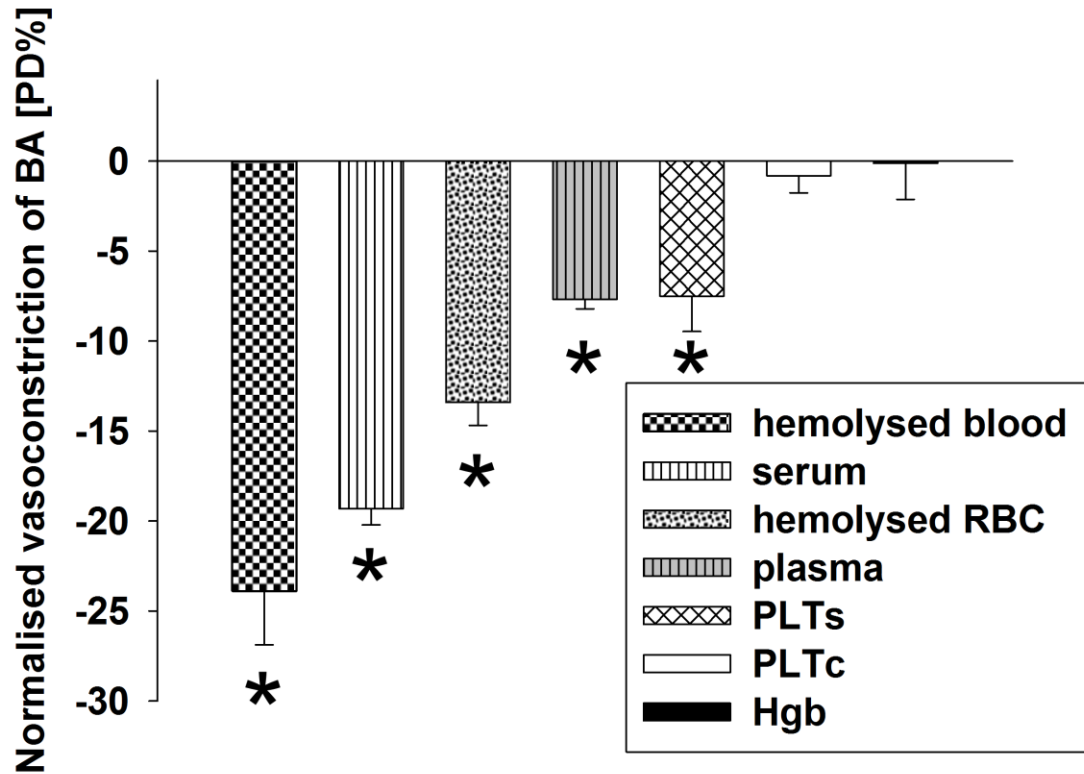 Normalised vasoconstriction of BA [PD%]
0
-5
-10
-15
-20
-25
-30
*
*
*
*
*
hemolysed blood
serum
hemolysed RBC
plasma
PLTs
PLTc
Hgb